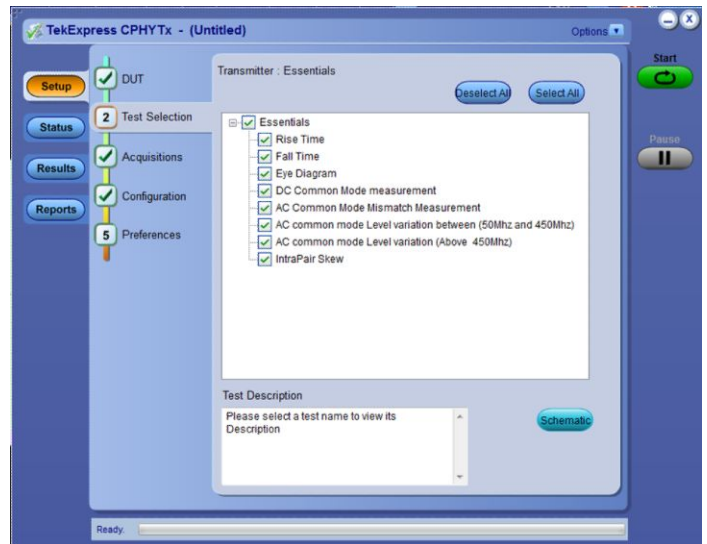 TekExpress CPHYTx - (Untitled)
Options
Start
Pause
Setup
Status
Results
Reports
DUT
2 Test Selection
Acquisitions
Configuration
5 Preferences
Transmitter : Essentials
Deselect All
Select All
Essentials
Rise Time
Fall Time
Eye Diagram
DC Common Mode measurement
AC Common Mode Mismatch Measurement
AC common mode Level variation between (50Mhz and 450Mhz)
AC common mode Level variation (Above 450Mhz)
IntraPair Skew
Test Description
Please select a test name to view its
Description
Schematic
Ready.